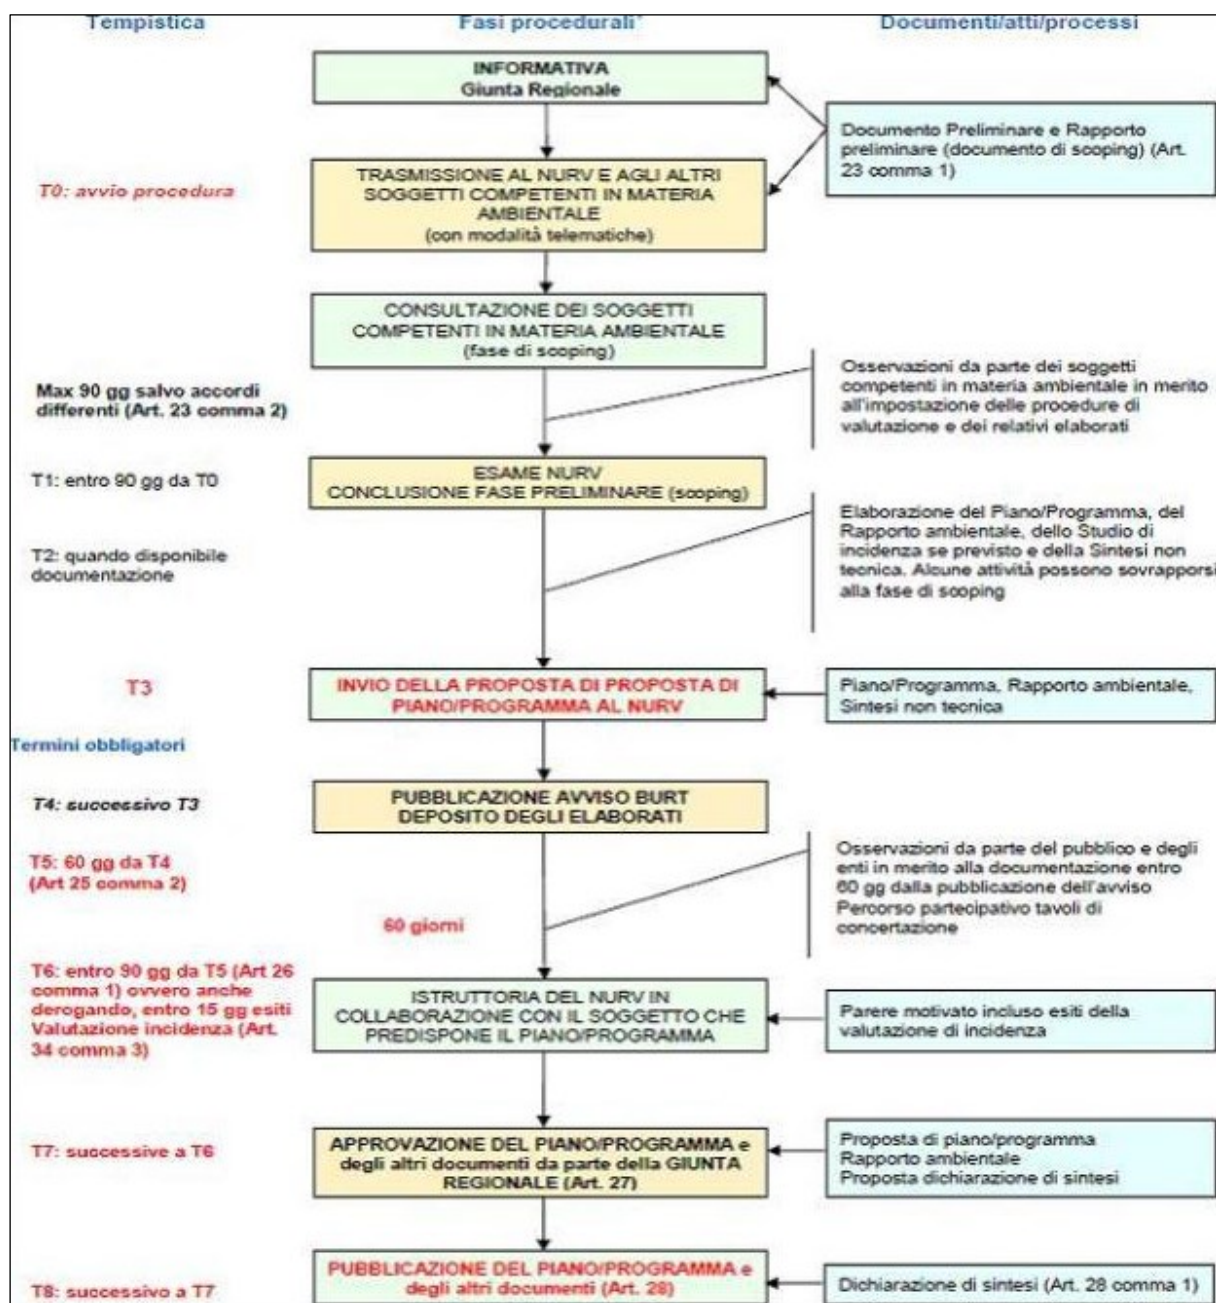 Tempistica
Fasi procedurali*
Documenti/atti/processi
INFORMATIVA
Giunta Regionale
Documento Preliminare e Rapporto
preliminare (documento di scoping) (Art.
23 comma 1)
T0: avvio procedura
TRASMISSIONE AL NURV E AGLI ALTRI
SOGGETTI COMPETENTI IN MATERIA
AMBIENTALE
(con modalità telematiche)
CONSULTAZIONE DEI SOGGETTI
COMPETENTI IN MATERIA AMBIENTALE
(fase di scoping)
Max 90 gg salvo accordi
differenti (Art. 23 comma 2)
Osservazioni da parte dei soggetti
competenti in materia ambientale in merito
all'impostazione delle procedure di
valutazione e dei relativi elaborati
T1: entro 90 gg da T0
ESAME NURV
CONCLUSIONE FASE PRELIMINARE (scoping)
T2: quando disponibile
documentazione
Elaborazione del Piano/Programma, del
Rapporto ambientale, dello Studio di
incidenza se previsto e della Sintesi non
tecnica. Alcune attività possono sovrapporsi
alla fase di scoping
T3
INVIO DELLA PROPOSTA DI PROPOSTA DI
PIANO/PROGRAMMA AL NURV
Piano/Programma, Rapporto ambientale,
Sintesi non tecnica
Termini obbligatori
T4: successivo T3
PUBBLICAZIONE AVVISO BURT
DEPOSITO DEGLI ELABORATI
T5: 60 gg da T4
(Art 25 comma 2)
60 giorni
Osservazioni da parte del pubblico e degli
enti in merito alla documentazione entro
60 gg dalla pubblicazione dell'avviso
Percorso partecipativo tavoli di
concertazione
T6: entro 90 gg da T5 (Art 26
comma 1) ovvero anche
derogando, entro 15 gg esiti
Valutazione incidenza (Art.
34 comma 3)
ISTRUTTORIA DEL NURV IN
COLLABORAZIONE CON IL SOGGETTO CHE
PREDISPONE IL PIANO/PROGRAMMA
Parere motivato incluso esiti della
valutazione di incidenza
T7: successive a T6
APPROVAZIONE DEL PIANO/PROGRAMMA e
degli altri documenti da parte della GIUNTA
REGIONALE (Art. 27)
Proposta di piano/programma
Rapporto ambientale
Proposta dichiarazione di sintesi
T8: successivo a T7
PUBBLICAZIONE DEL PIANO/PROGRAMMA e
degli altri documenti (Art. 28)
Dichiarazione di sintesi (Art. 28 comma 1)